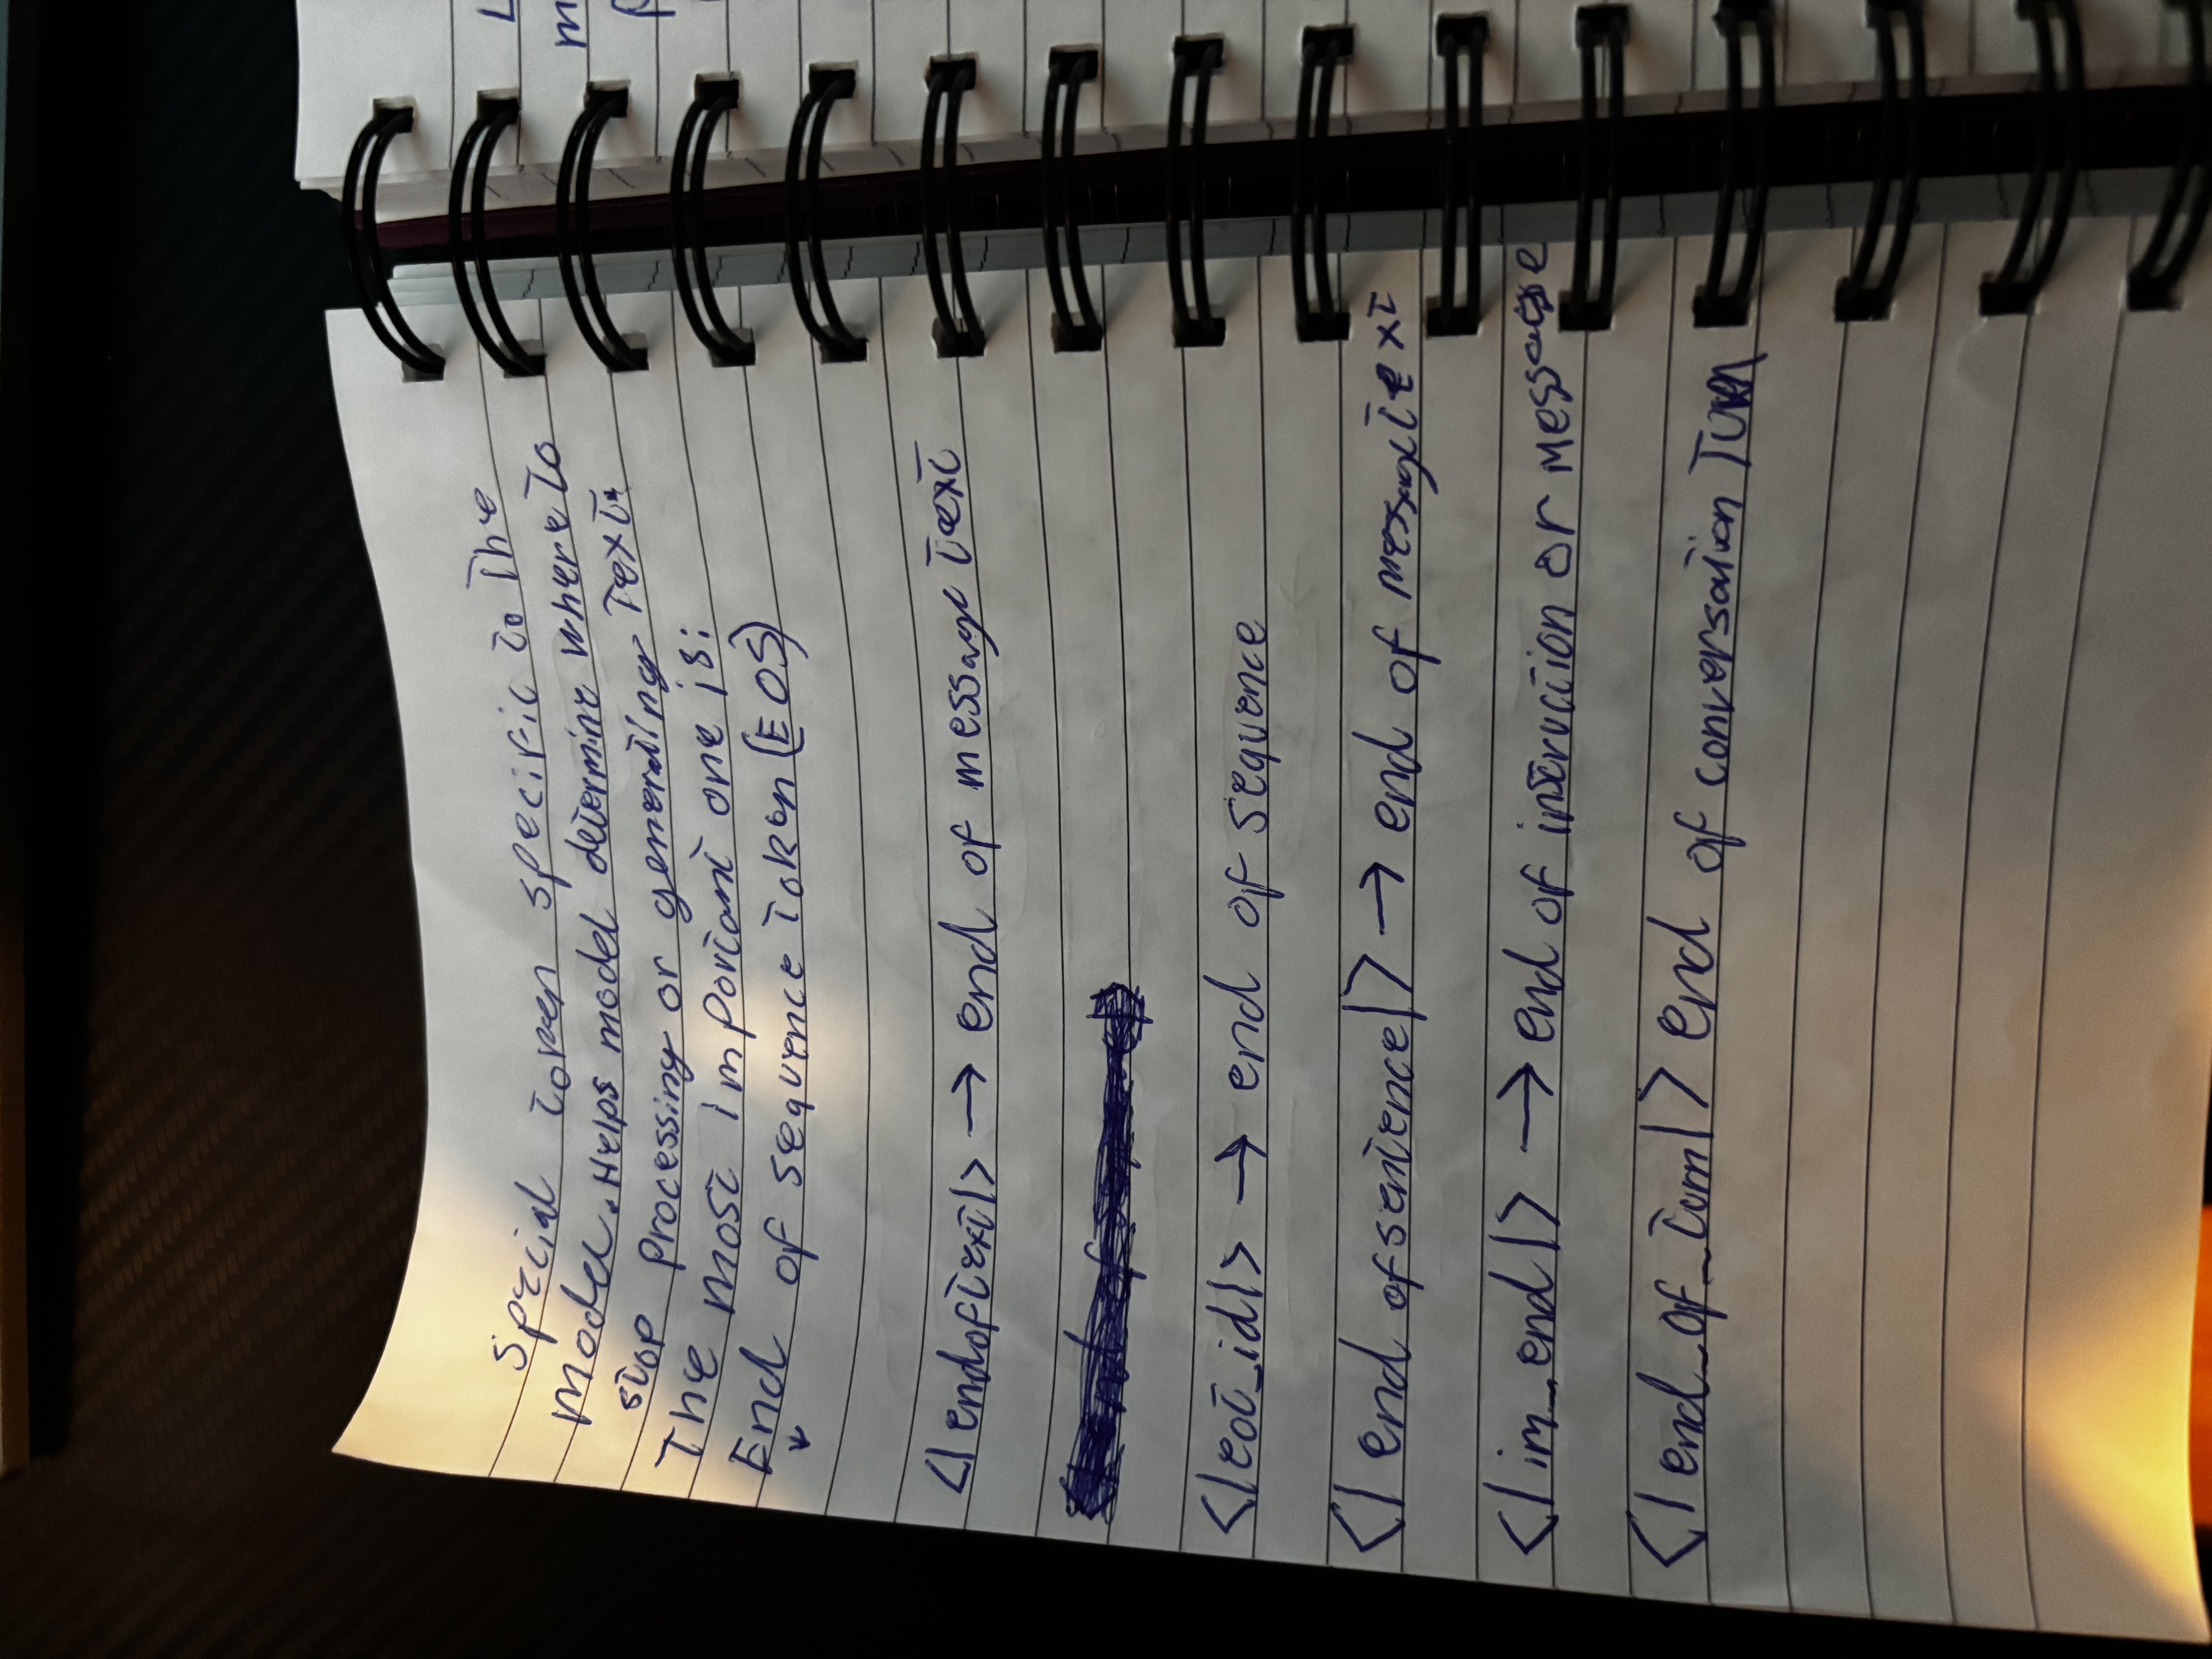 Special token specific to the
Model. Helps model determine where to
stop processing or generating text.
The most important one is:
End of sequence token (EOS)
<|endoftext|> → end of message text
<|eot_id|> → end of sequence
<| end of sentence|> → end of message text
<|im_end|> → end of instruction or message
<|end_of_turn|> end of conversation Turn